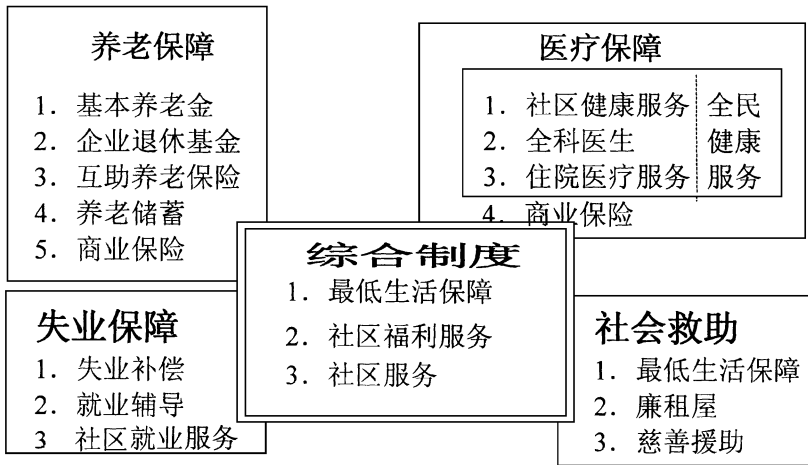 养老保障
1．基本养老金
2．企业退休基金
3．互助养老保险
4．养老储蓄
5．商业保险
医疗保障
1．社区健康服务
2．全科医生
3．住院医疗服务
全民
健康
服务
4．商业保险
综合制度
1．最低生活保障
2．社区福利服务
3．社区服务
失业保障
1．失业补偿
2．就业辅导
3 社区就业服务
社会救助
1．最低生活保障
2．廉租屋
3．慈善援助